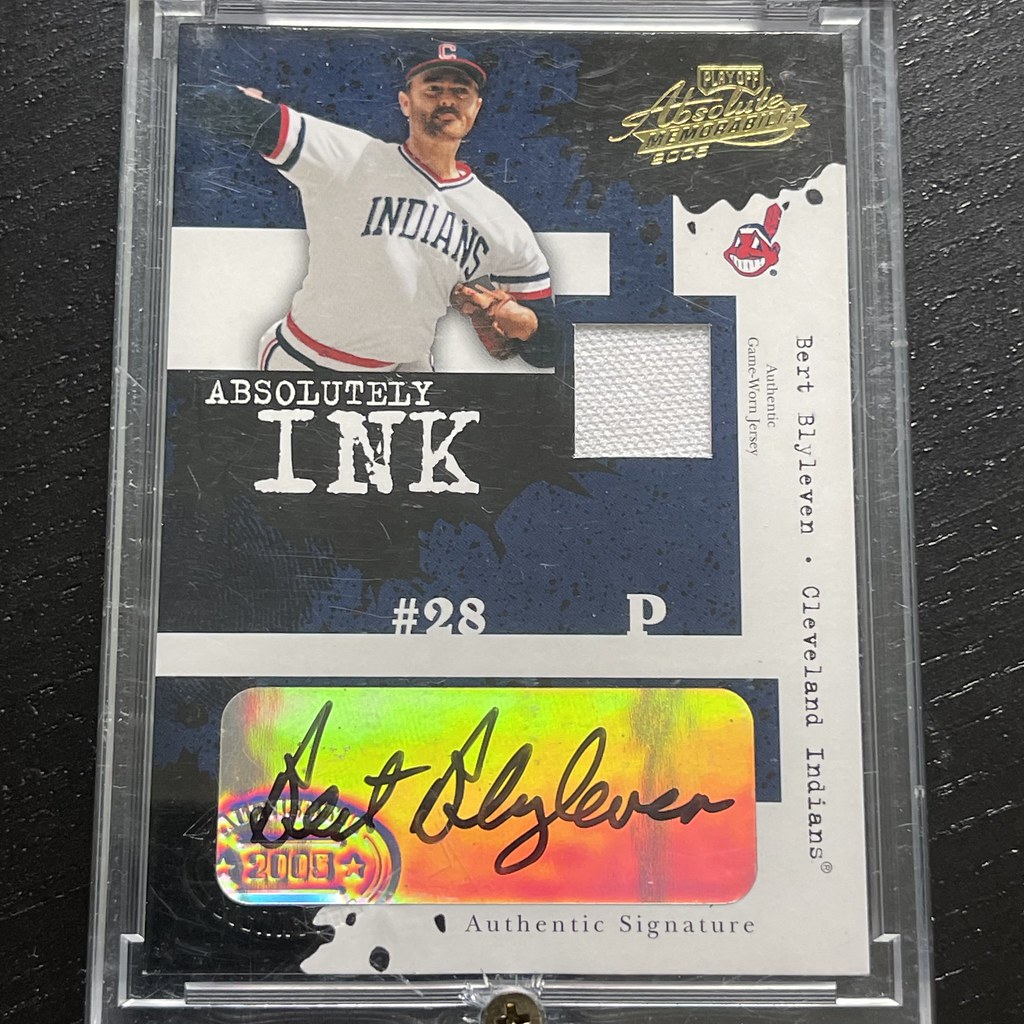 C
PLAYOFF
Absolute
MEMORABILIA
2005
INDIANS
Bert Blyleven · Cleveland Indians®
Authentic
Game-Worn Jersey
ABSOLUTELY
INK
#28 P
Bert Blyleven
2005
Authentic Signature